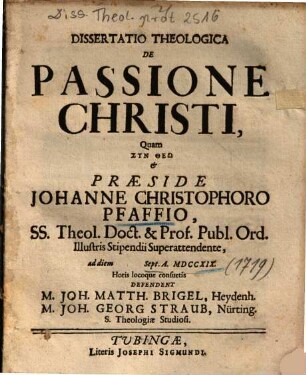 Diss. Theol. 2516
DISSERTATIO THEOLOGICA
DE
PASSIONE
CHRISTI,
Quam
ΣΥΝ ΘΕΩ
&
PRÆSIDE
JOHANNE CHRISTOPHORO
PFAFFIO,
SS. Theol. Doct. & Prof. Publ. Ord.
Illustris Stipendii Superattendente,
ad diem Sept. A. MDCCXIX. (1719)
Horis locoque consuetis
DEFENDENT
M. JOH. MATTH. BRIGEL, Heydenh.
M. JOH. GEORG STRAUB, Nürting.
S. Theologiæ Studiosi.
TUBINGÆ,
Literis JOSEPHI SIGMUNDI.